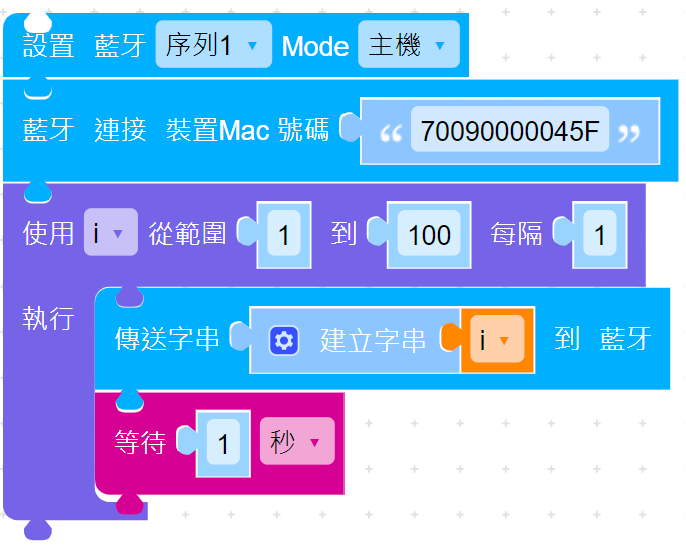 設置 藍牙 序列1 Mode 主機
藍牙 連接 裝置Mac 號碼 “ 70090000045F ”
使用 i 從範圍 1 到 100 每隔 1
執行
傳送字串 建立字串 i 到 藍牙
等待 1 秒